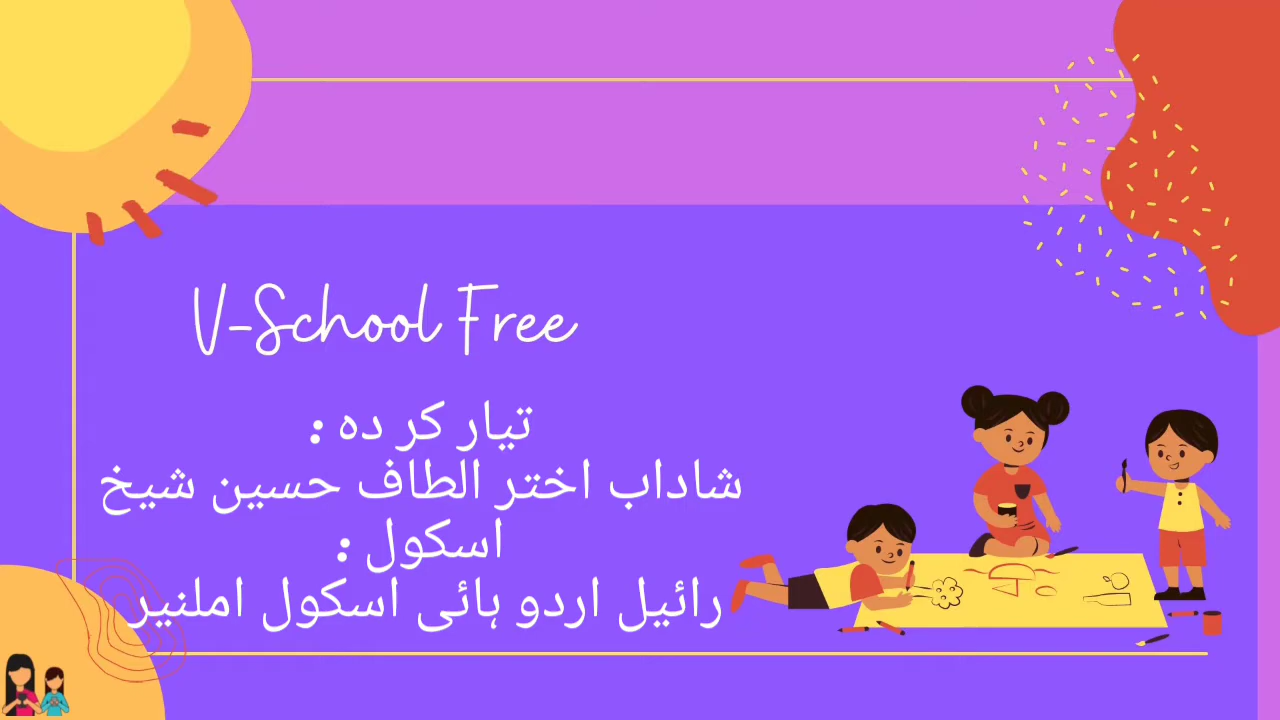 V-School Free
تیار کر دہ :
شاداب اختر الطاف حسین شیخ
اسکول :
رائیل اردو ہائی اسکول املنیر